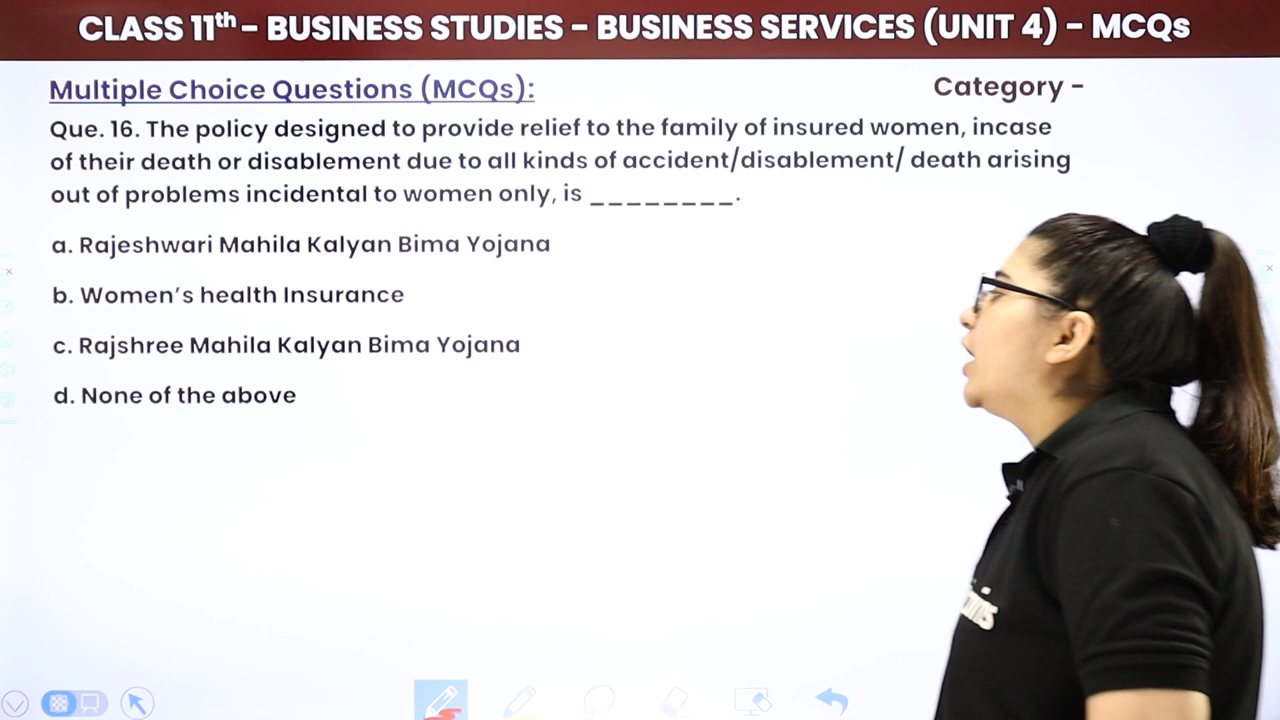 CLASS 11th - BUSINESS STUDIES - BUSINESS SERVICES (UNIT 4) - MCQs
Multiple Choice Questions (MCQs):
Category -
Que. 16. The policy designed to provide relief to the family of insured women, incase
of their death or disablement due to all kinds of accident/disablement/ death arising
out of problems incidental to women only, is ________.
a. Rajeshwari Mahila Kalyan Bima Yojana
b. Women's health Insurance
c. Rajshree Mahila Kalyan Bima Yojana
d. None of the above